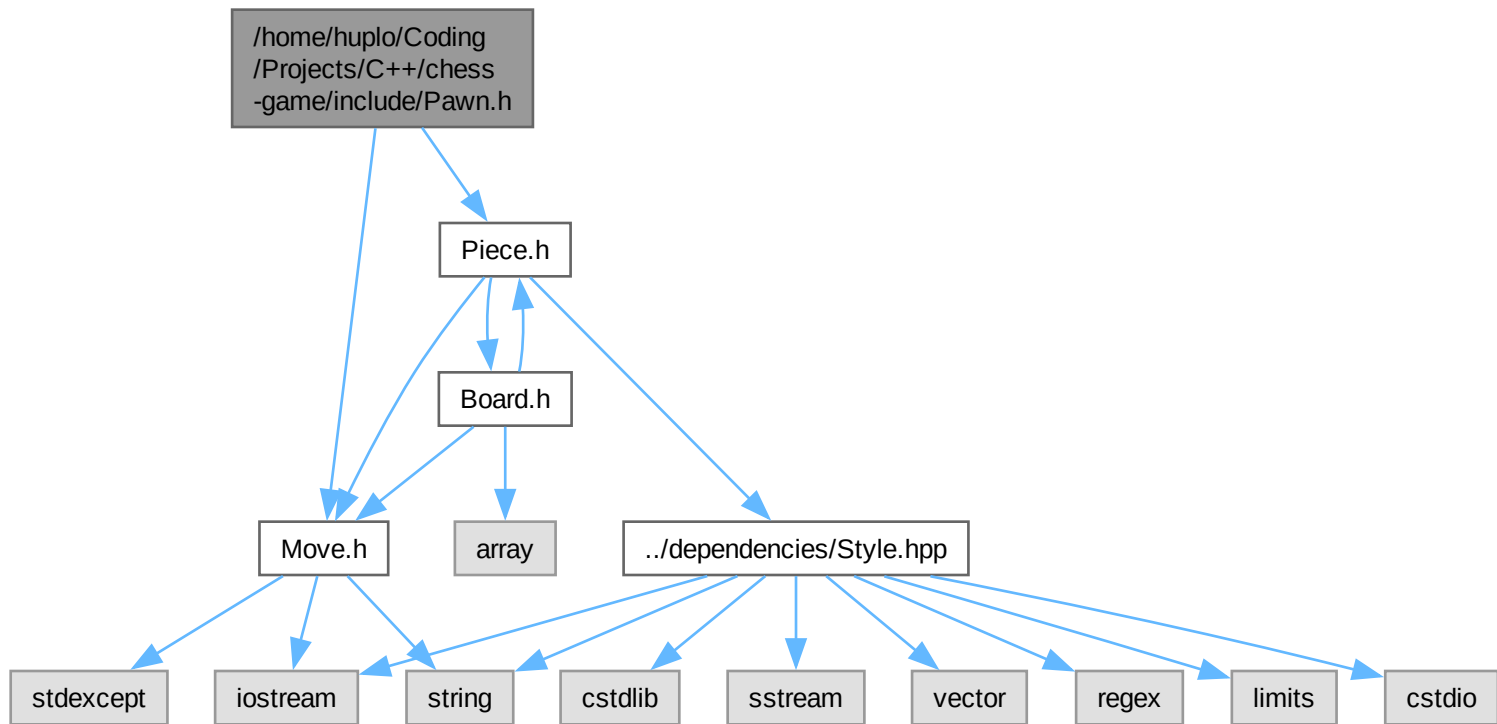 /home/huplo/Coding
/Projects/C++/chess
-game/include/Pawn.h
Piece.h
Board.h
Move.h
array
../dependencies/Style.hpp
stdexcept
iostream
string
cstdlib
sstream
vector
regex
limits
cstdio